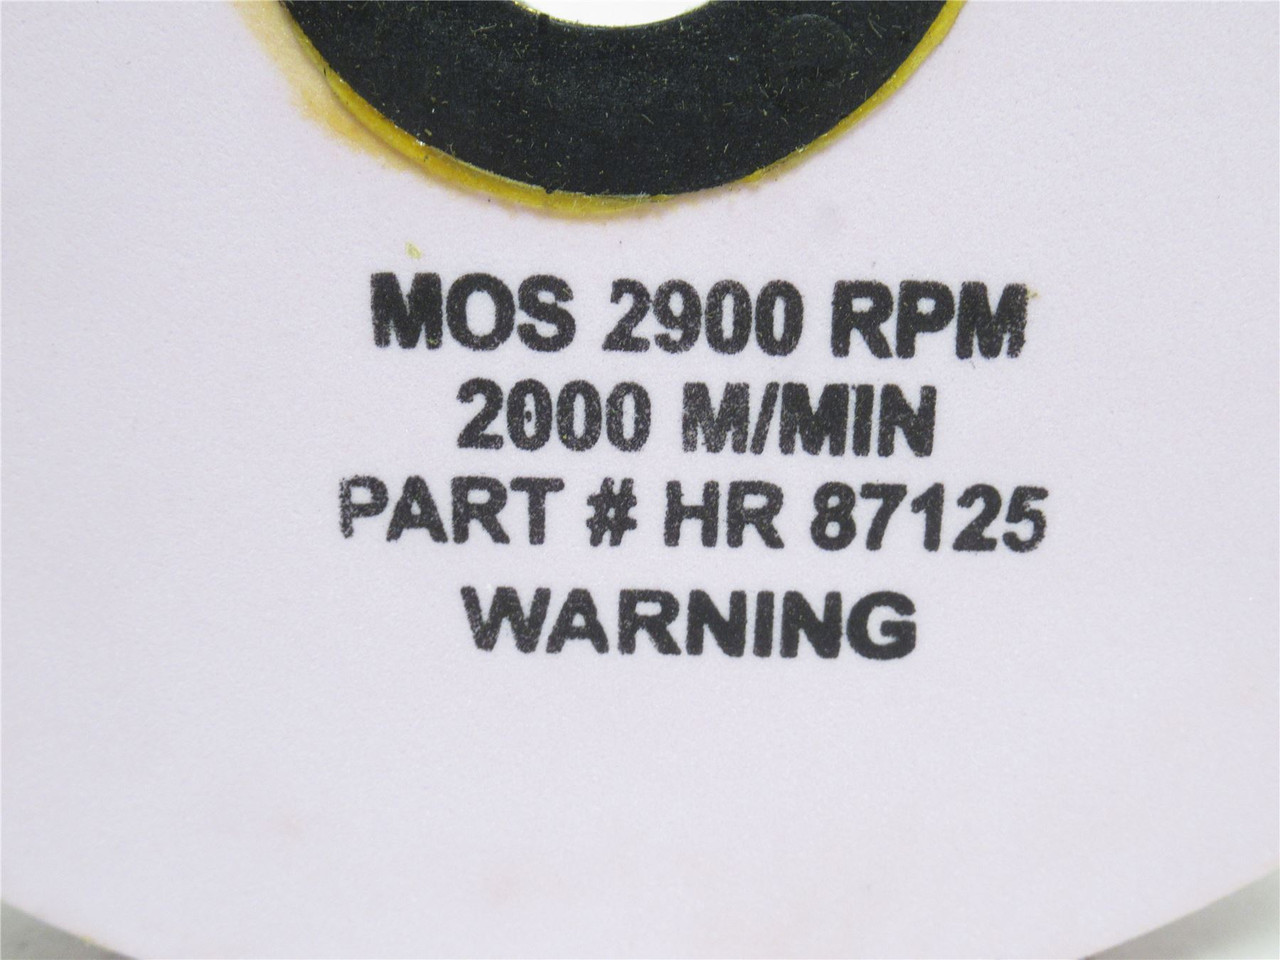 MOS 2900 RPM
2000 M/MIN
PART # HR 87125
WARNING